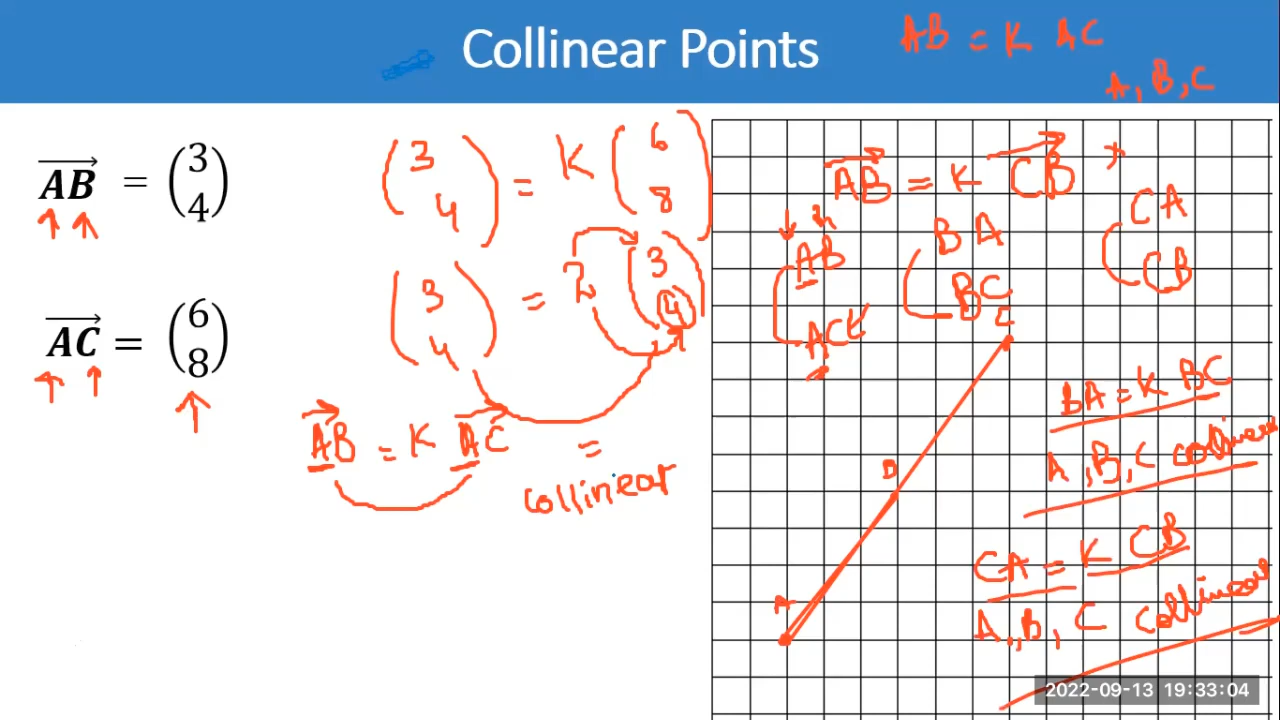 Collinear Points
AB = K AC
A, B, C
AB = (3 4)
AC = (6 8)
(3 4) = K (6 8)
(3 4) = 2 (3 4)
AB = K AC =
collinear
AB = K CB
AB
AC
BA
BC
CA
CB
C
B
A
BA = K BC
A, B, C collinear
CA = K CB
A, B, C collinear
2022-09-13 19:33:04